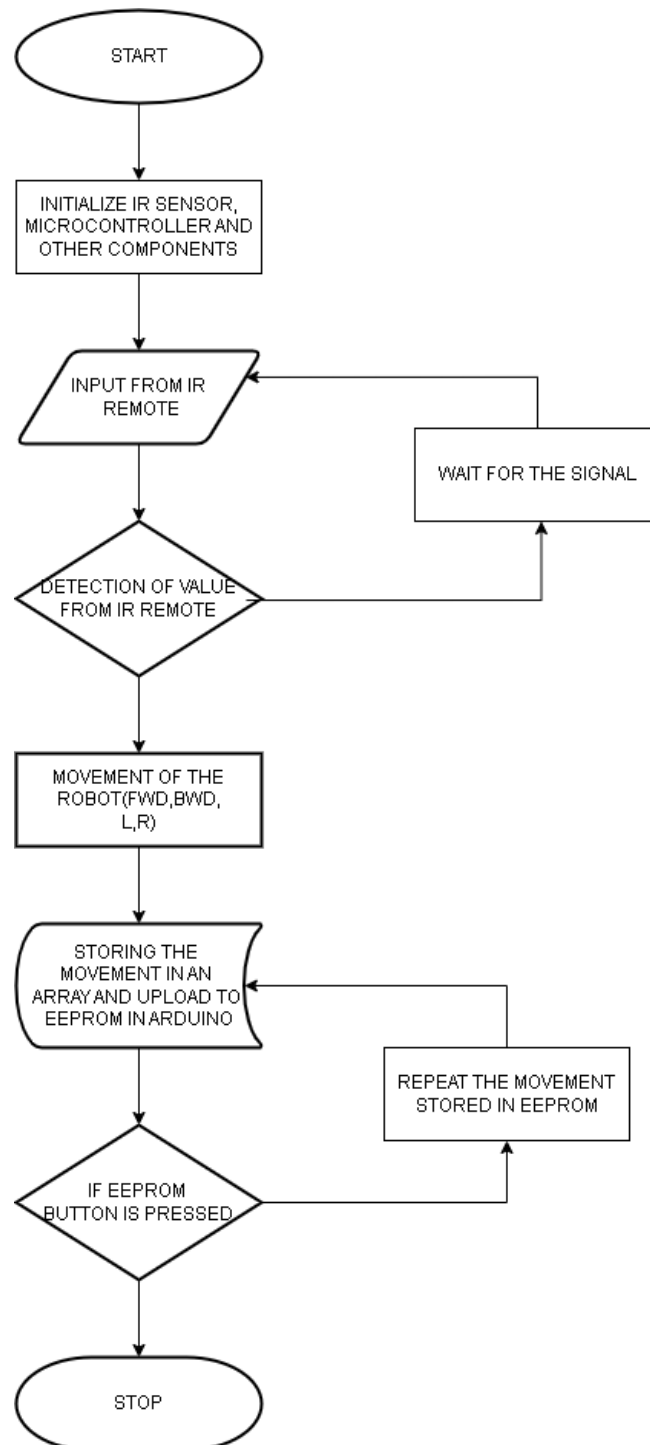 START
INITIALIZE IR SENSOR,
MICROCONTROLLER AND
OTHER COMPONENTS
INPUT FROM IR
REMOTE
WAIT FOR THE SIGNAL
DETECTION OF VALUE
FROM IR REMOTE
MOVEMENT OF THE
ROBOT(FWD,BWD,
L,R)
STORING THE
MOVEMENT IN AN
ARRAY AND UPLOAD TO
EEPROM IN ARDUINO
REPEAT THE MOVEMENT
STORED IN EEPROM
IF EEPROM
BUTTON IS PRESSED
STOP